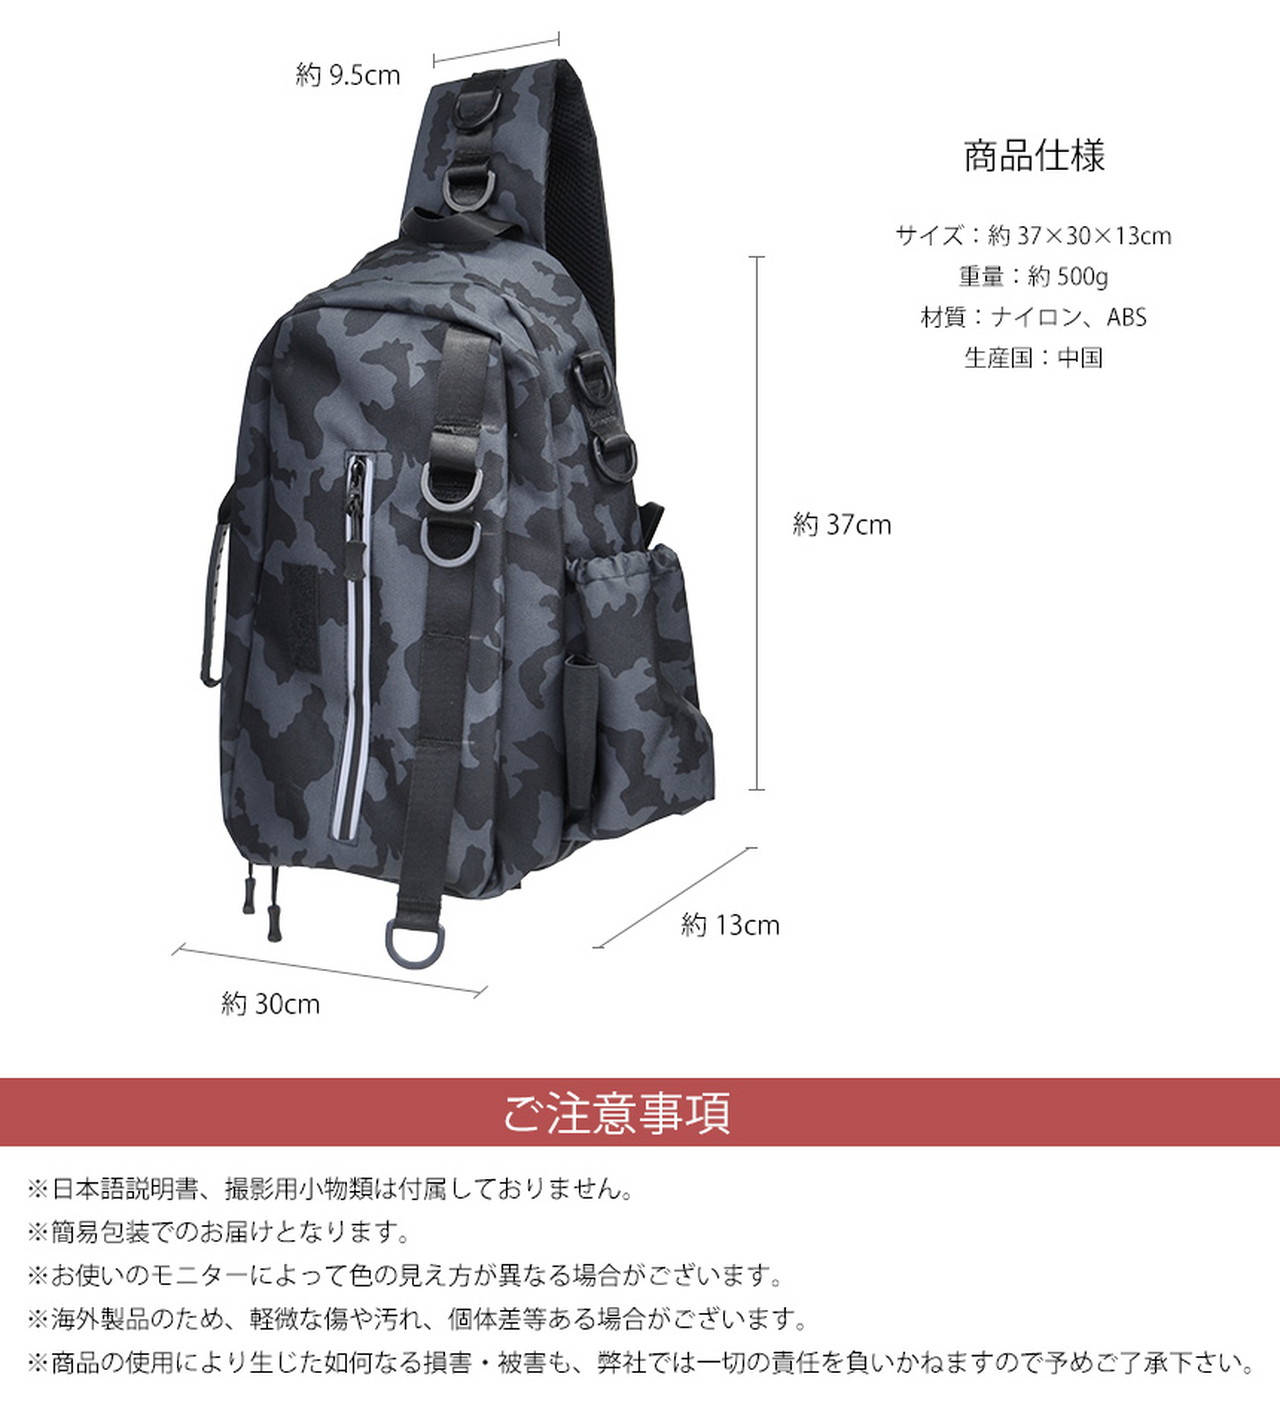 約 9.5cm
商品仕様
サイズ：約 37×30×13cm
重量：約 500g
材質：ナイロン、ABS
生産国：中国
約 37cm
約 13cm
約 30cm
ご注意事項
※日本語説明書、撮影用小物類は付属しておりません。
※簡易包装でのお届けとなります。
※お使いのモニターによって色の見え方が異なる場合がございます。
※海外製品のため、軽微な傷や汚れ、個体差等ある場合がございます。
※商品の使用により生じた如何なる損害・被害も、弊社では一切の責任を負いかねますので予めご了承下さい。